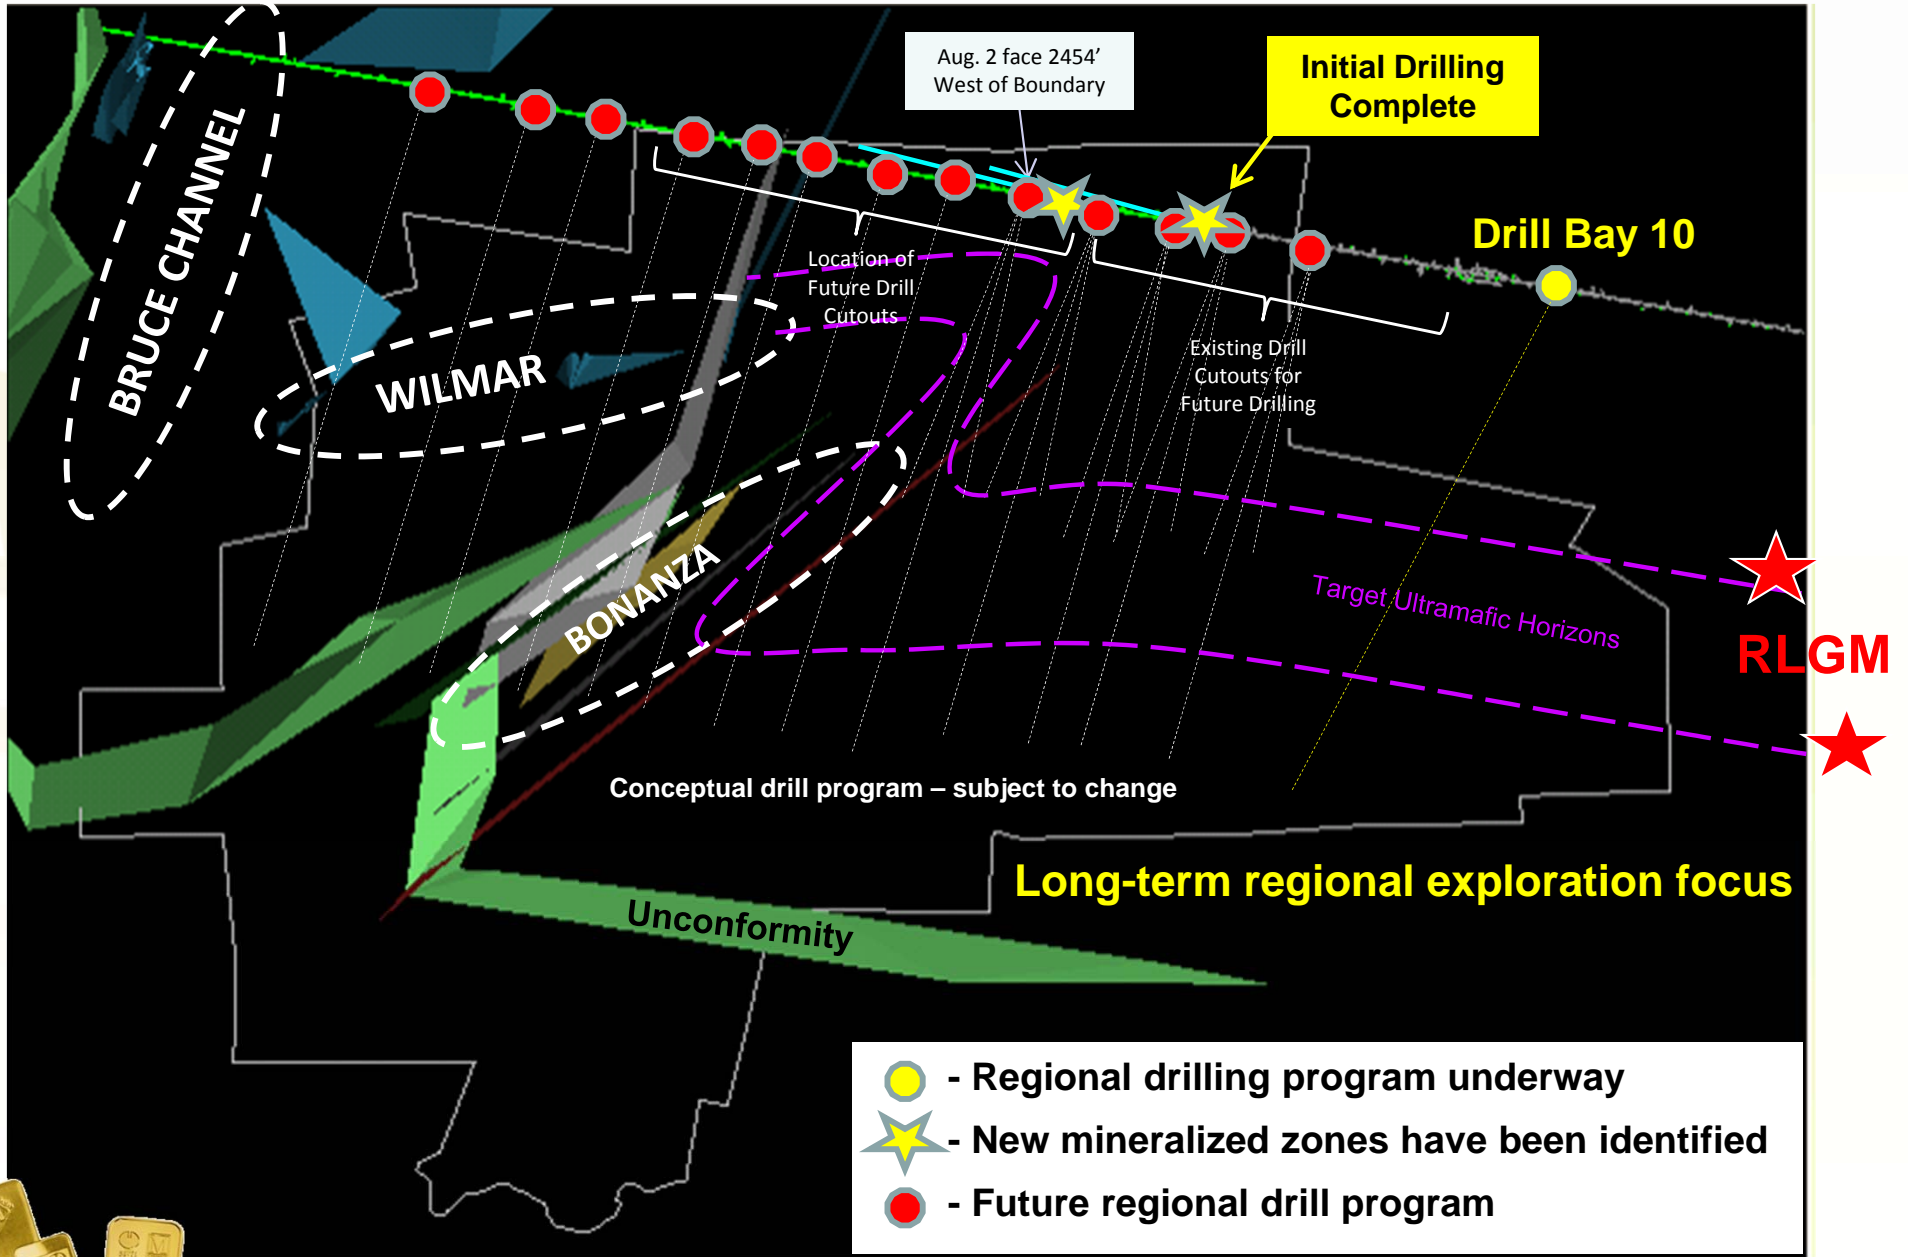 Aug. 2 face 2454’
West of Boundary
Initial Drilling
Complete
BRUCE CHANNEL
Drill Bay 10
Location of
Future Drill
Cutouts
WILMAR
Existing Drill
Cutouts for
Future Drilling
BONANZA
Target Ultramafic Horizons
RLGM
Conceptual drill program – subject to change
Long-term regional exploration focus
Unconformity
- Regional drilling program underway
- New mineralized zones have been identified
- Future regional drill program